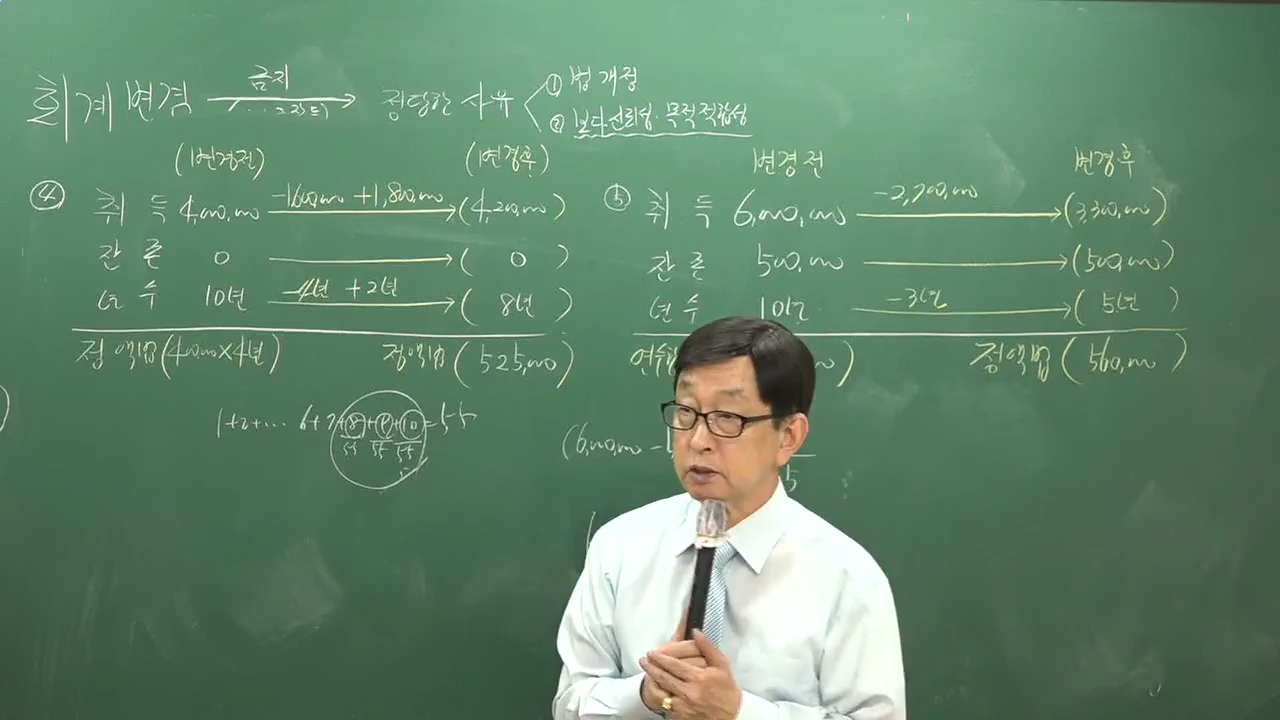 회계변경 금지 → 정당한 사유 ① 법 개정
② 보다 신뢰성·목적적합성
(변경전) (변경후)
④ 취 득 4,000,000 -1,600,000 +1,800,000 → (4,200,000)
잔 존 0 → ( 0 )
년 수 10년 -4년 +2년 → ( 8년 )
정액법(400,000×4년) 정액법(525,000)
1+2+... 6+7+8+9+10=55
55 55 55
변경전 변경후
⑤ 취 득 6,000,000 -2,700,000 → (3,300,000)
잔 존 500,000 → (500,000)
년 수 10년 -3년 → ( 5년 )
정액법 ( 560,000 )
(6,000,000 -